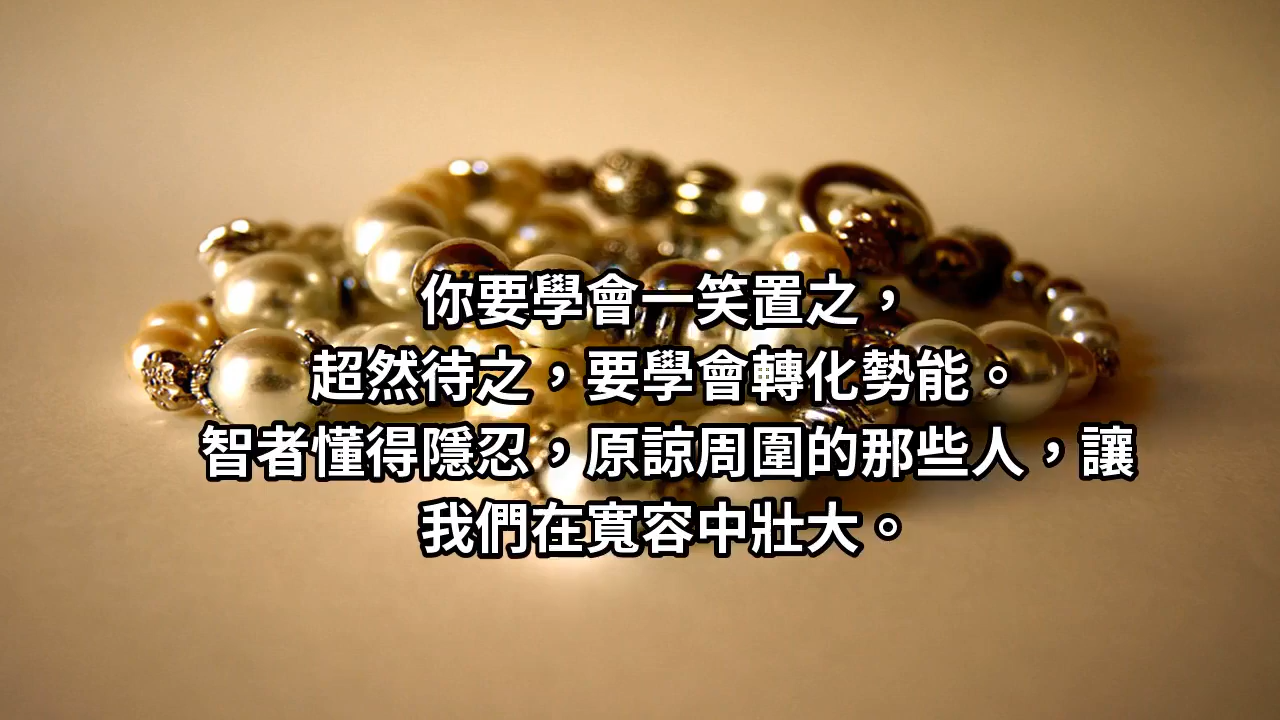 你要學會一笑置之，
超然待之，要學會轉化勢能。
智者懂得隱忍，原諒周圍的那些人，讓
我們在寬容中壯大。